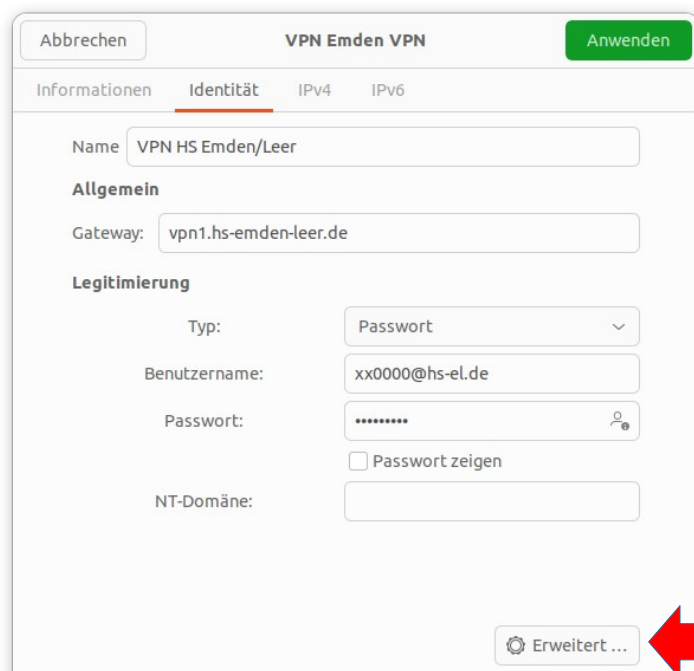 Abbrechen VPN Emden VPN Anwenden
Informationen Identität IPv4 IPv6
Name VPN HS Emden/Leer
Allgemein
Gateway: vpn1.hs-emden-leer.de
Legitimierung
Typ: Passwort
Benutzername: xx0000@hs-el.de
Passwort: •••••••••
Passwort zeigen
NT-Domäne:
Erweitert ...